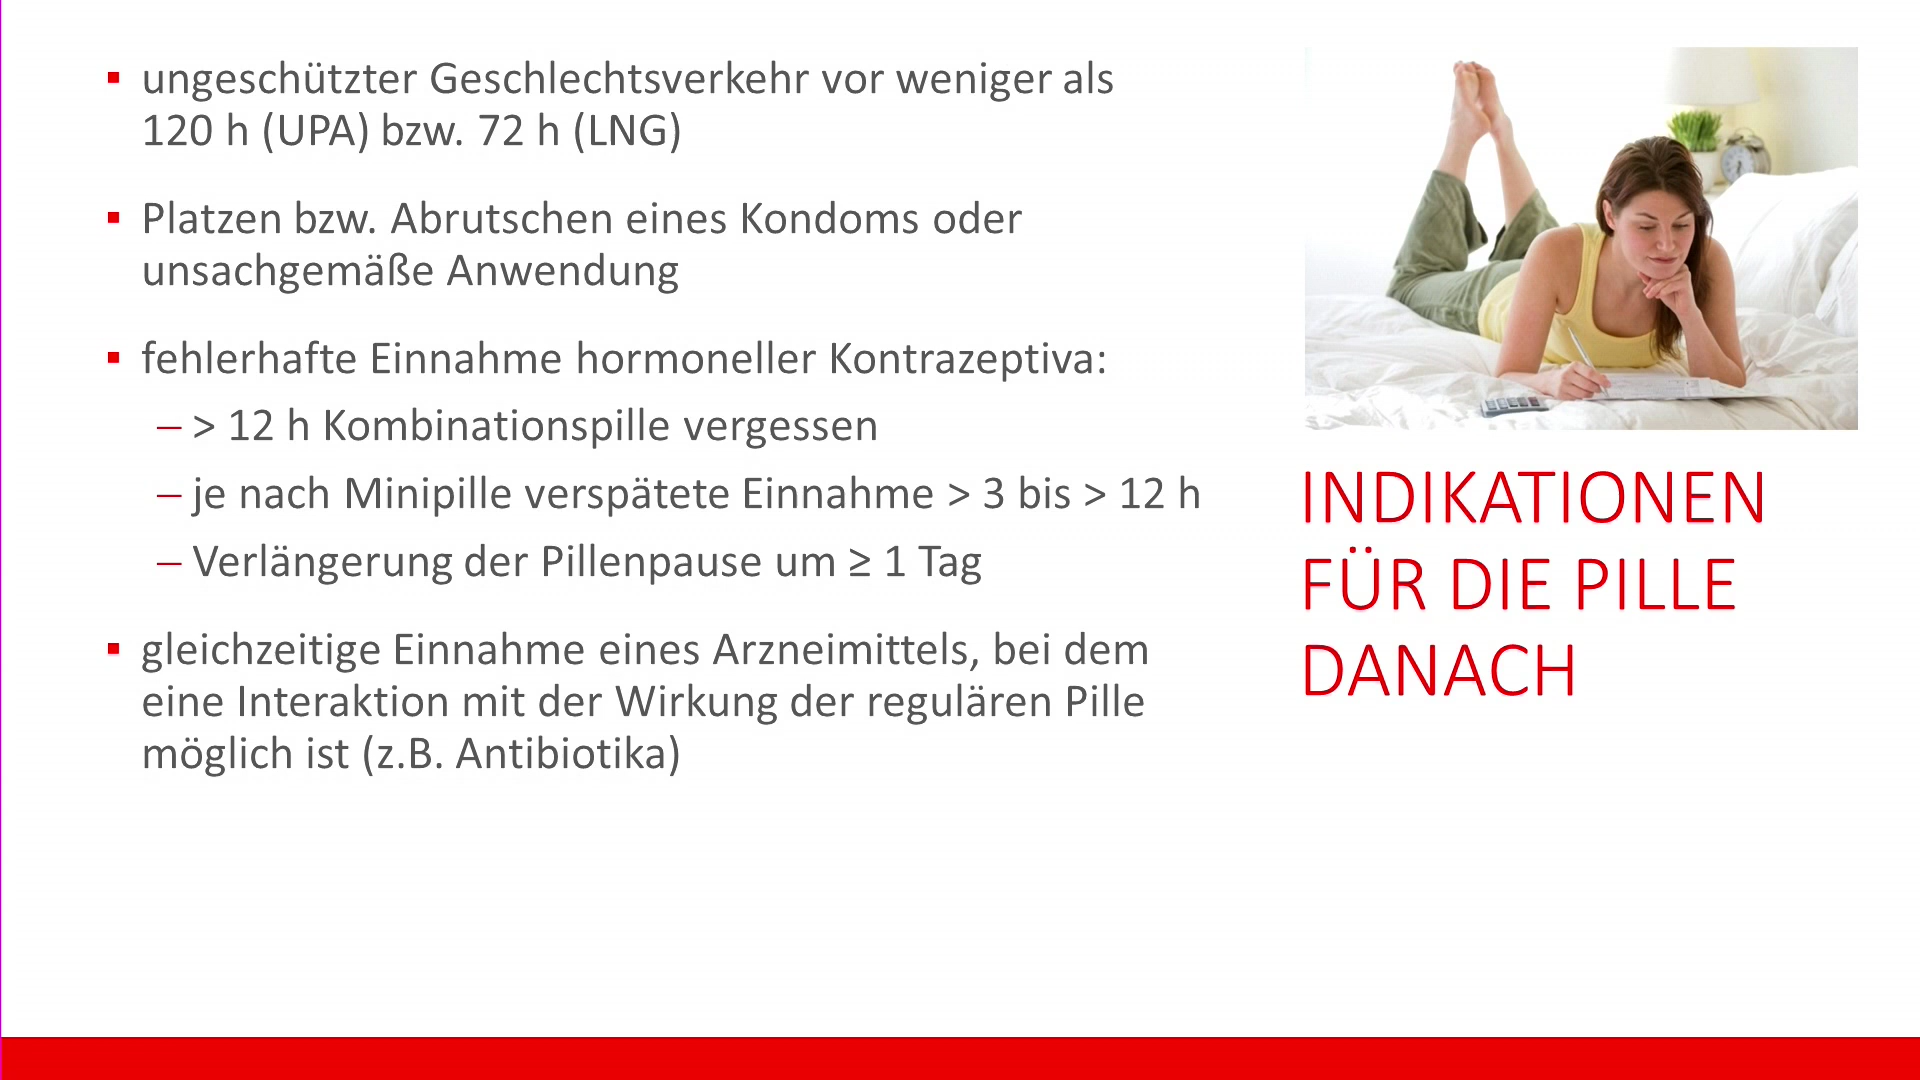 ▪ ungeschützter Geschlechtsverkehr vor weniger als
120 h (UPA) bzw. 72 h (LNG)
▪ Platzen bzw. Abrutschen eines Kondoms oder
unsachgemäße Anwendung
▪ fehlerhafte Einnahme hormoneller Kontrazeptiva:
– > 12 h Kombinationspille vergessen
– je nach Minipille verspätete Einnahme > 3 bis > 12 h
– Verlängerung der Pillenpause um ≥ 1 Tag
▪ gleichzeitige Einnahme eines Arzneimittels, bei dem
eine Interaktion mit der Wirkung der regulären Pille
möglich ist (z.B. Antibiotika)
INDIKATIONEN
FÜR DIE PILLE
DANACH